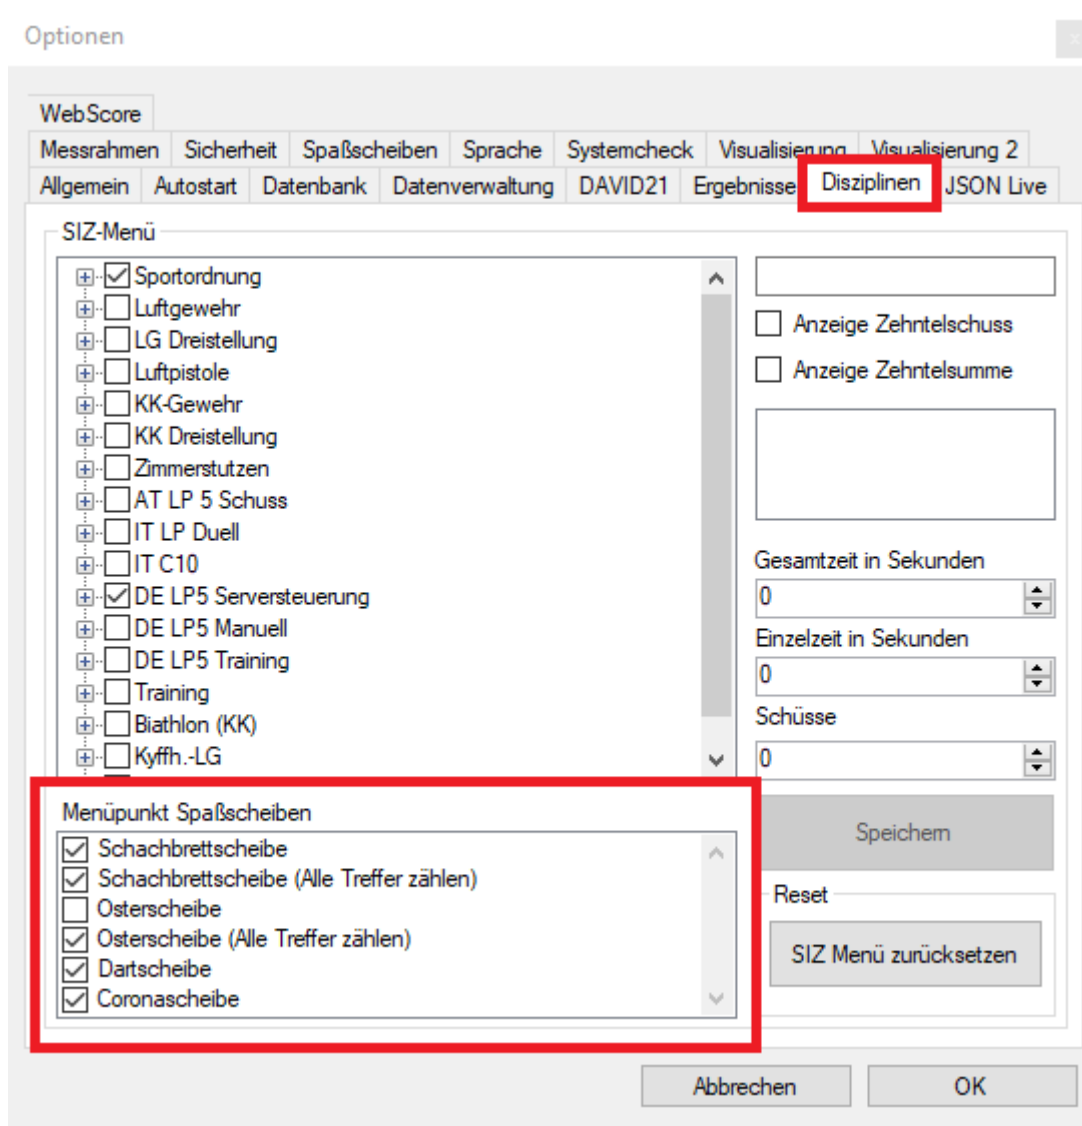 Optionen
x
WebScore
Messrahmen Sicherheit Spaßscheiben Sprache Systemcheck Visualisierung Visualisierung 2
Allgemein Autostart Datenbank Datenverwaltung DAVID21 Ergebnisse Disziplinen JSON Live
SIZ-Menü
Sportordnung
Luftgewehr
LG Dreistellung
Luftpistole
KK-Gewehr
KK Dreistellung
Zimmerstutzen
AT LP 5 Schuss
IT LP Duell
IT C10
DE LP5 Serversteuerung
DE LP5 Manuell
DE LP5 Training
Training
Biathlon (KK)
Kyffh.-LG
Anzeige Zehntelschuss
Anzeige Zehntelsumme
Gesamtzeit in Sekunden
0
Einzelzeit in Sekunden
0
Schüsse
0
Menüpunkt Spaßscheiben
Schachbrettscheibe
Schachbrettscheibe (Alle Treffer zählen)
Osterscheibe
Osterscheibe (Alle Treffer zählen)
Dartscheibe
Coronascheibe
Speichern
Reset
SIZ Menü zurücksetzen
Abbrechen
OK